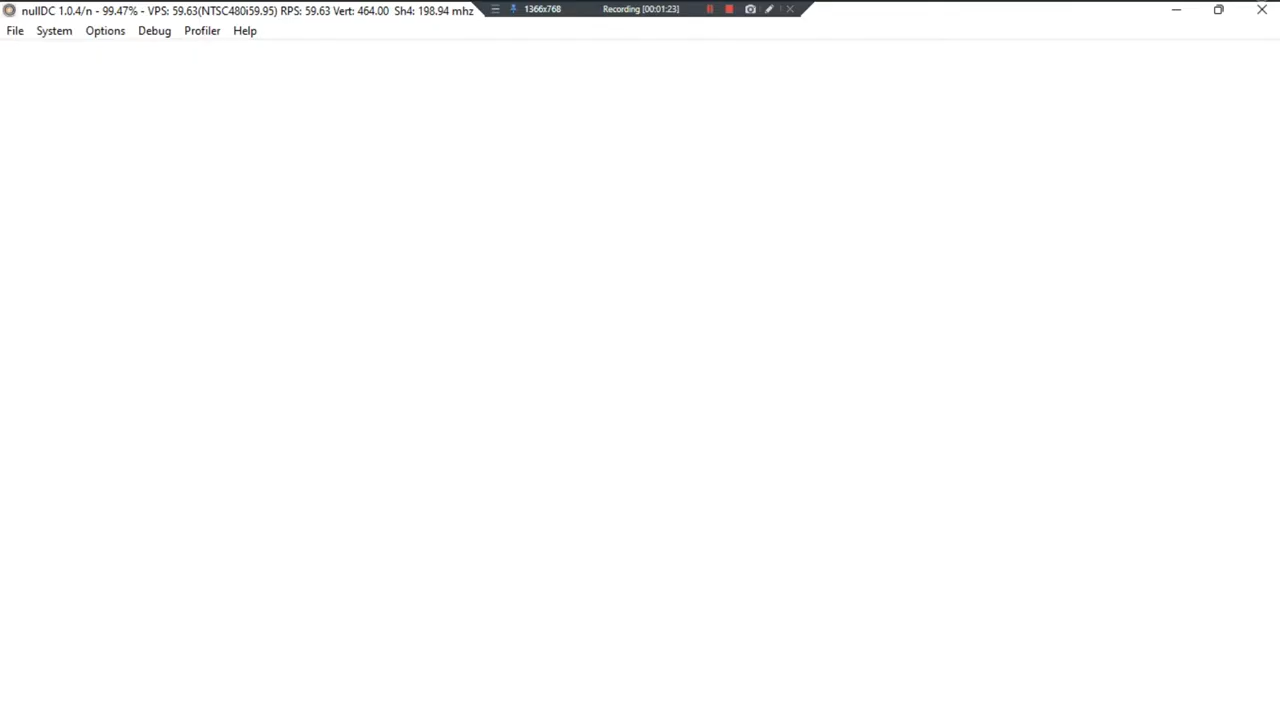 nullDC 1.0.4/n - 99.47% - VPS: 59.63(NTSC480i59.95) RPS: 59.63 Vert: 464.00 Sh4: 198.94 mhz
1366x768
Recording [00:01:23]
File System Options Debug Profiler Help